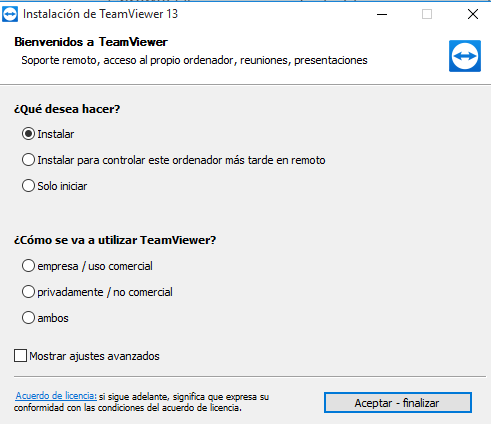 Instalación de TeamViewer 13
Bienvenidos a TeamViewer
Soporte remoto, acceso al propio ordenador, reuniones, presentaciones
¿Qué desea hacer?
Instalar
Instalar para controlar este ordenador más tarde en remoto
Solo iniciar
¿Cómo se va a utilizar TeamViewer?
empresa / uso comercial
privadamente / no comercial
ambos
Mostrar ajustes avanzados
Acuerdo de licencia: si sigue adelante, significa que expresa su
conformidad con las condiciones del acuerdo de licencia.
Aceptar - finalizar